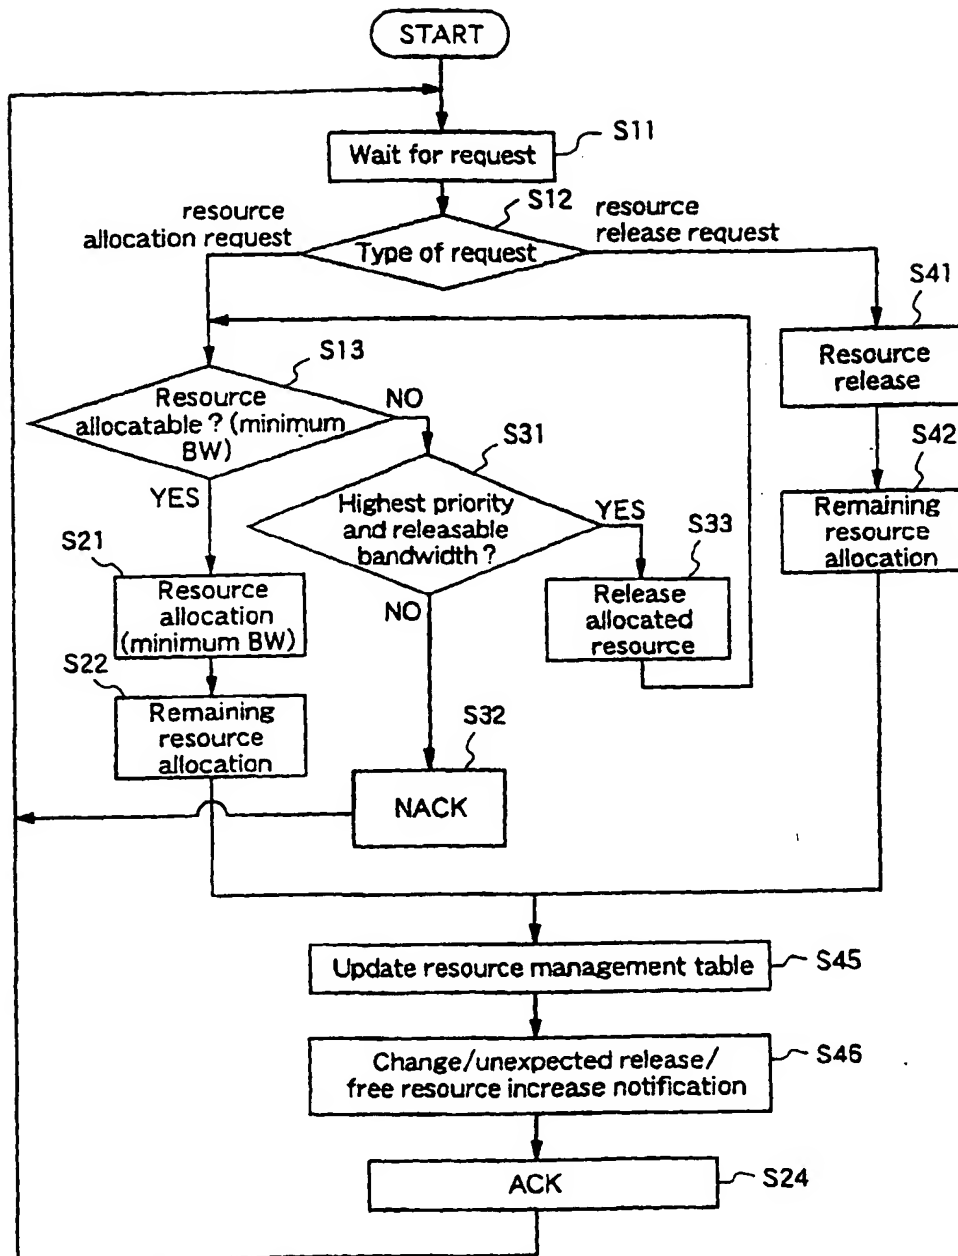 START
S11
Wait for request
S12
resource
allocation request
resource
release request
Type of request
S41
S13
Resource
release
Resource
allocatable? (minimum
BW)
NO
S31
S42
YES
Highest priority
and releasable
bandwidth?
YES
S33
Remaining
resource
allocation
S21
Resource
allocation
(minimum BW)
NO
Release
allocated
resource
S22
Remaining
resource
allocation
S32
NACK
Update resource management table
S45
Change/unexpected release/
free resource increase notification
S46
ACK
S24